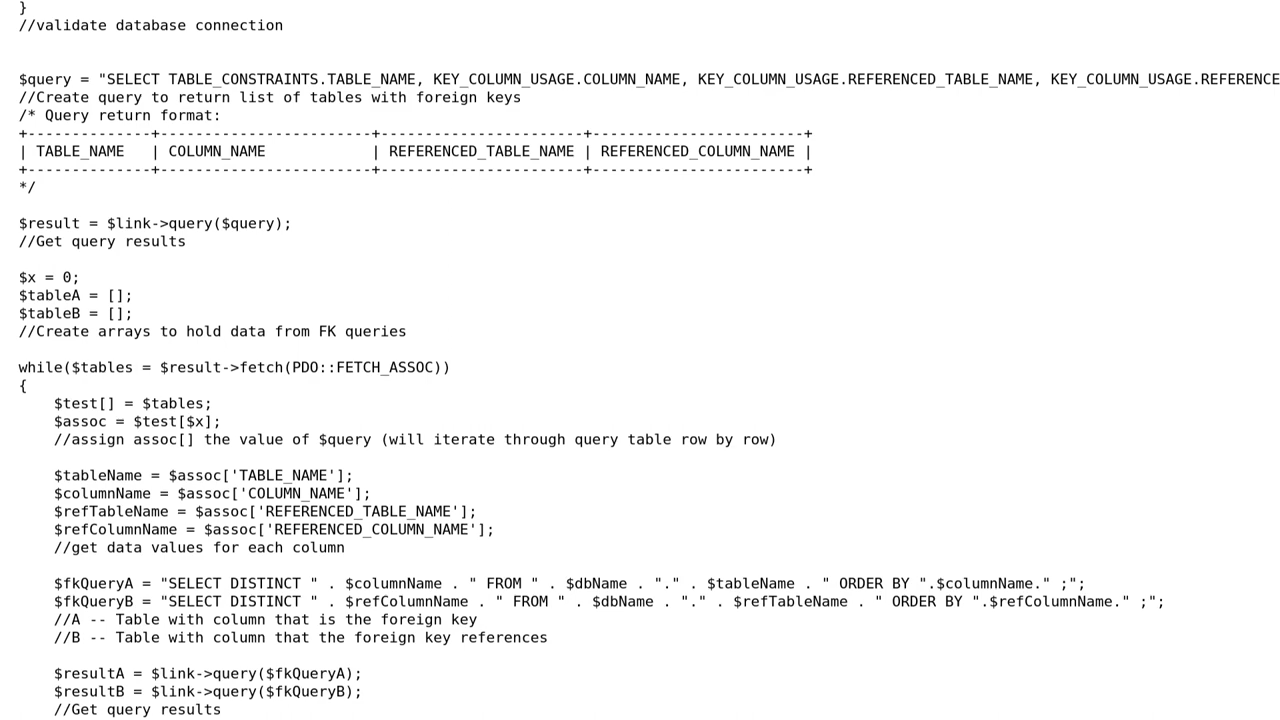 }
//validate database connection
$query = "SELECT TABLE_CONSTRAINTS.TABLE_NAME, KEY_COLUMN_USAGE.COLUMN_NAME, KEY_COLUMN_USAGE.REFERENCED_TABLE_NAME, KEY_COLUMN_USAGE.REFERENCE
//Create query to return list of tables with foreign keys
/* Query return format:
+--------------+------------------------+-----------------------+------------------------+
| TABLE_NAME   | COLUMN_NAME            | REFERENCED_TABLE_NAME | REFERENCED_COLUMN_NAME |
+--------------+------------------------+-----------------------+------------------------+
*/
$result = $link->query($query);
//Get query results
$x = 0;
$tableA = [];
$tableB = [];
//Create arrays to hold data from FK queries
while($tables = $result->fetch(PDO::FETCH_ASSOC))
{
    $test[] = $tables;
    $assoc = $test[$x];
    //assign assoc[] the value of $query (will iterate through query table row by row)
    $tableName = $assoc['TABLE_NAME'];
    $columnName = $assoc['COLUMN_NAME'];
    $refTableName = $assoc['REFERENCED_TABLE_NAME'];
    $refColumnName = $assoc['REFERENCED_COLUMN_NAME'];
    //get data values for each column
    $fkQueryA = "SELECT DISTINCT " . $columnName . " FROM " . $dbName . "." . $tableName . " ORDER BY ".$columnName." ;";
    $fkQueryB = "SELECT DISTINCT " . $refColumnName . " FROM " . $dbName . "." . $refTableName . " ORDER BY ".$refColumnName." ;";
    //A -- Table with column that is the foreign key
    //B -- Table with column that the foreign key references
    $resultA = $link->query($fkQueryA);
    $resultB = $link->query($fkQueryB);
    //Get query results